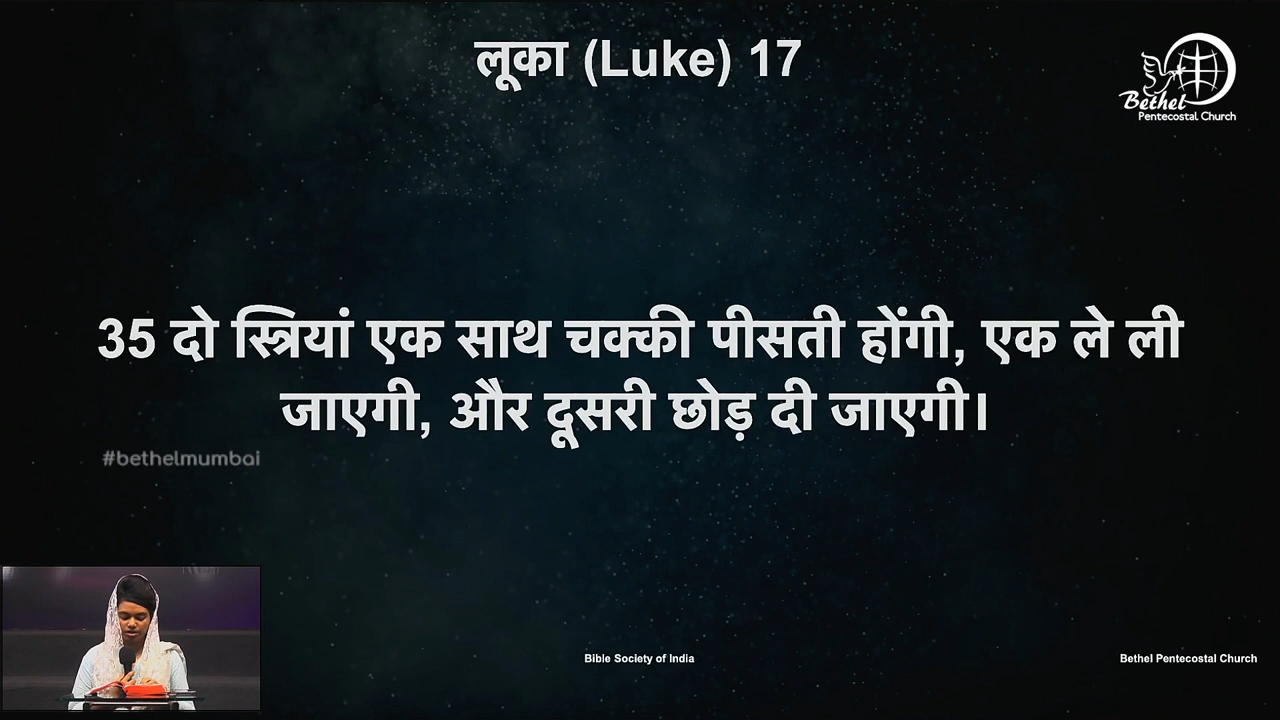 लूका (Luke) 17
Bethel
Pentecostal Church
35 दो स्त्रियां एक साथ चक्की पीसती होंगी, एक ले ली
जाएगी, और दूसरी छोड़ दी जाएगी।
#bethelmumbai
Bible Society of India
Bethel Pentecostal Church